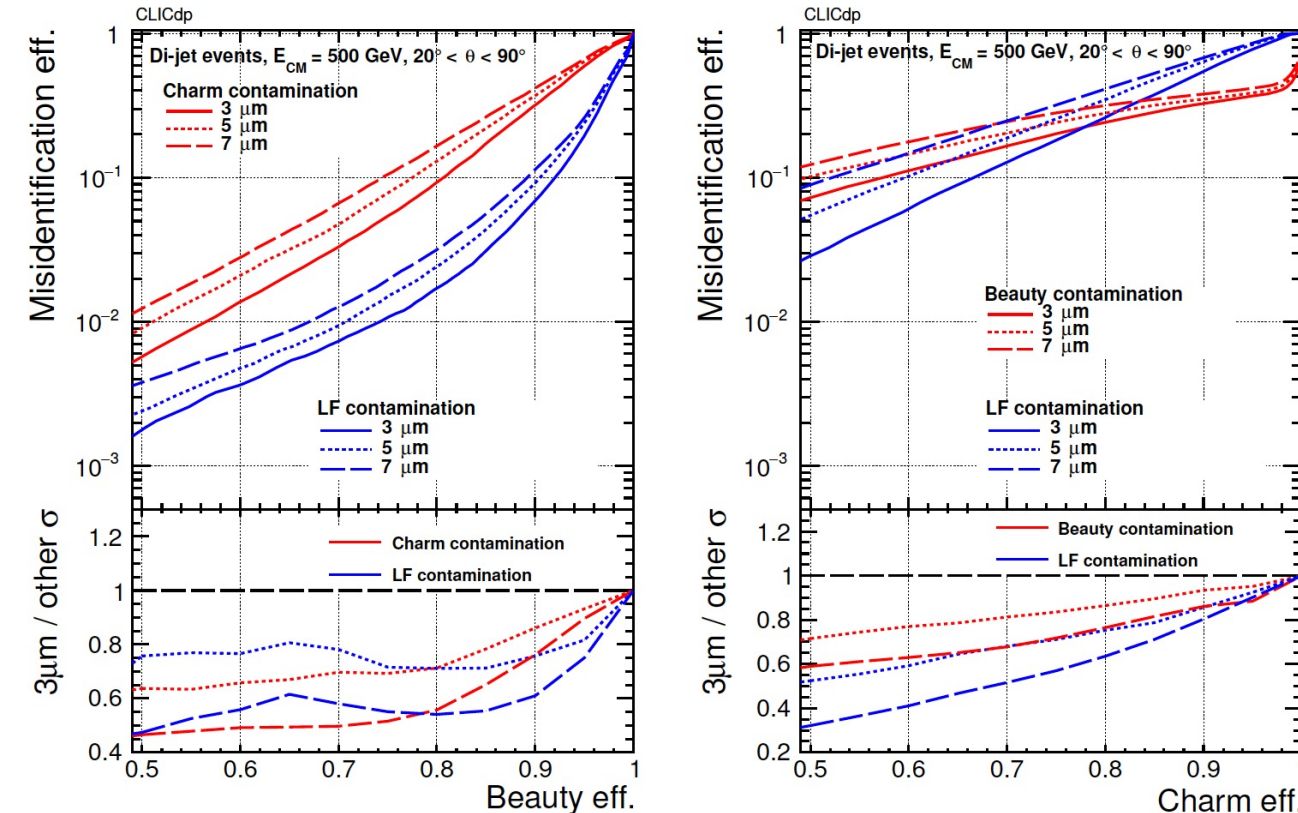 CLICdp
Misidentification eff.
1
10⁻¹
10⁻²
10⁻³
Di-jet events, E_CM = 500 GeV, 20° < θ < 90°
Charm contamination
3 μm
5 μm
7 μm
LF contamination
3 μm
5 μm
7 μm
3μm / other σ
1.2
1
0.8
0.6
0.4
Charm contamination
LF contamination
0.5 0.6 0.7 0.8 0.9 1
Beauty eff.
CLICdp
Misidentification eff.
1
10⁻¹
10⁻²
10⁻³
Di-jet events, E_CM = 500 GeV, 20° < θ < 90°
Beauty contamination
3 μm
5 μm
7 μm
LF contamination
3 μm
5 μm
7 μm
3μm / other σ
1.2
1
0.8
0.6
0.4
0.2
Beauty contamination
LF contamination
0.5 0.6 0.7 0.8 0.9
Charm eff.